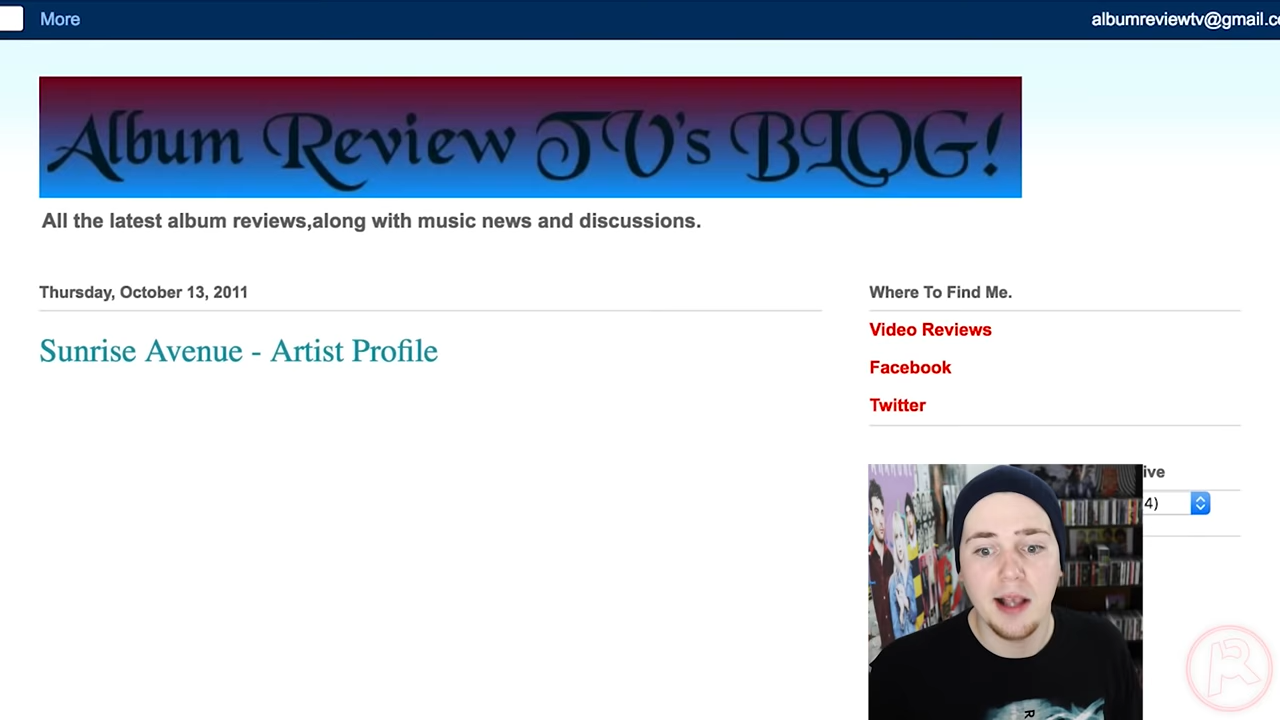 More
albumreviewtv@gmail.c
Album Review TV's BLOG!
All the latest album reviews,along with music news and discussions.
Thursday, October 13, 2011
Sunrise Avenue - Artist Profile
Where To Find Me.
Video Reviews
Facebook
Twitter
ive
4)